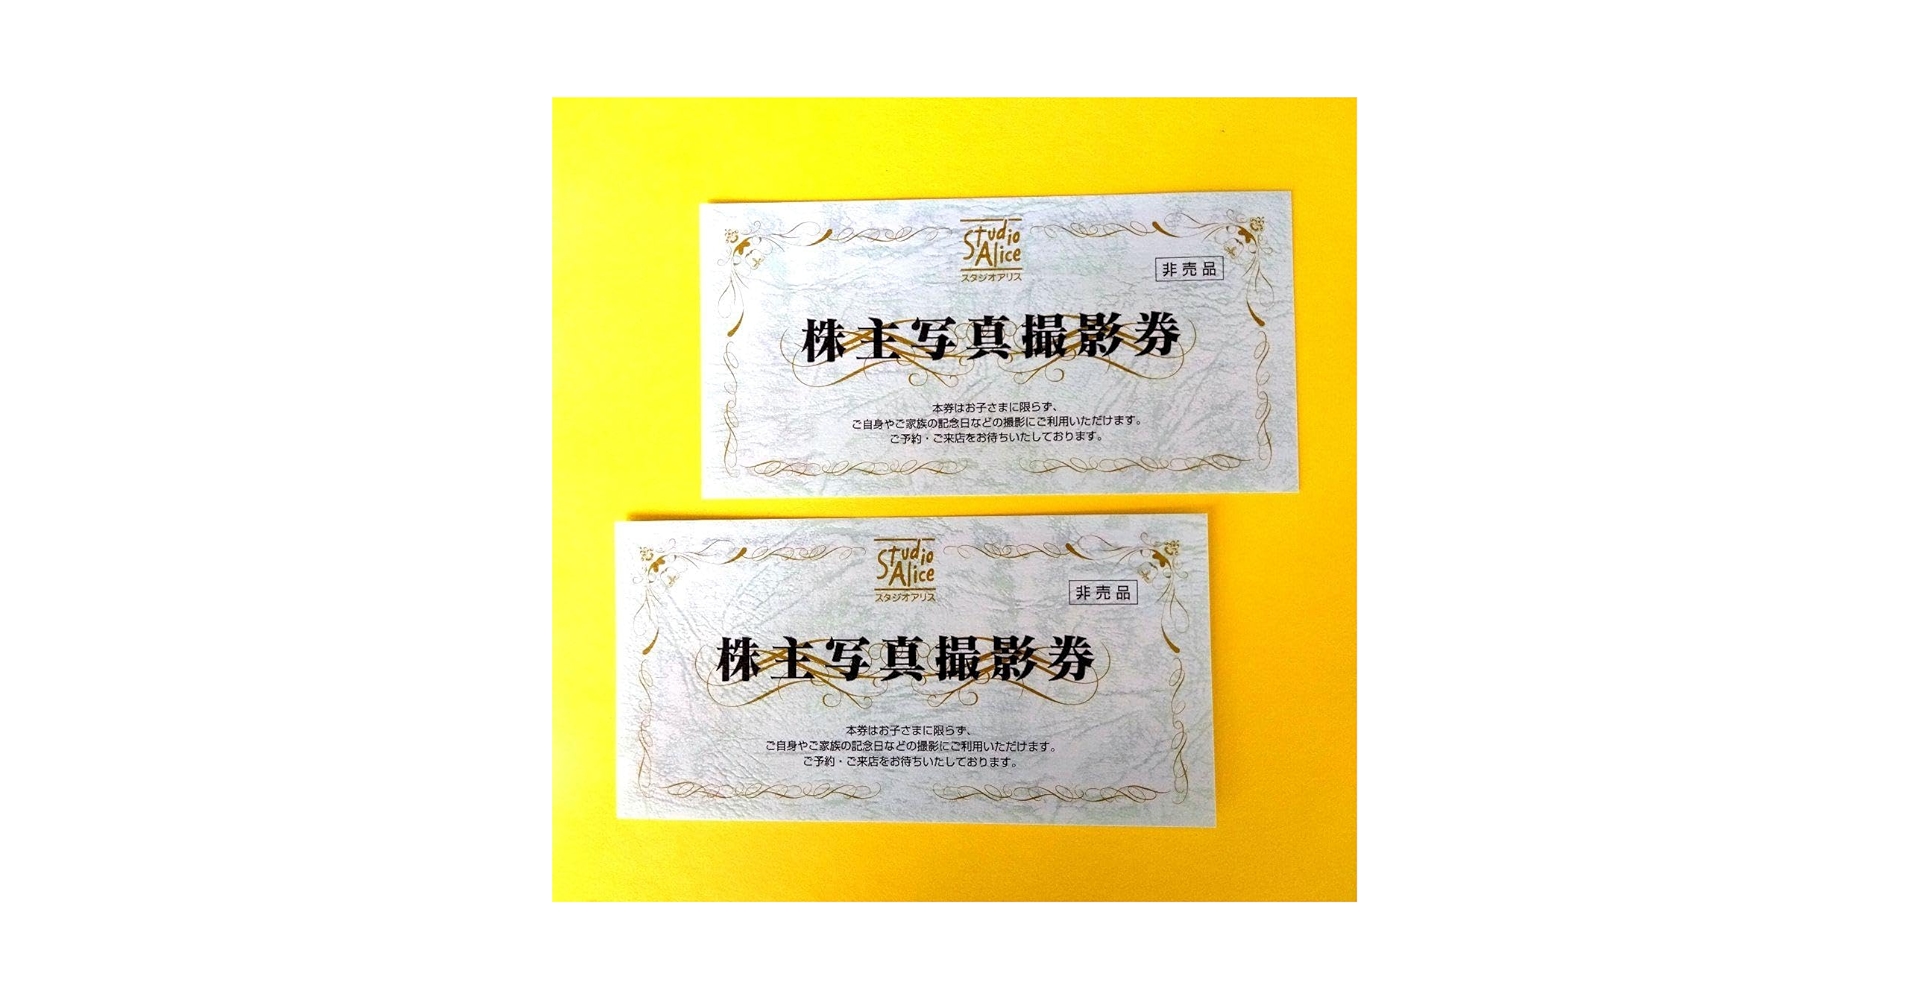 Studio
Alice
スタジオアリス
非売品
株主写真撮影券
本券はお子さまに限らず、
ご自身やご家族の記念日などの撮影にご利用いただけます。
ご予約・ご来店をお待ちいたしております。
Studio
Alice
スタジオアリス
非売品
株主写真撮影券
本券はお子さまに限らず、
ご自身やご家族の記念日などの撮影にご利用いただけます。
ご予約・ご来店をお待ちいたしております。